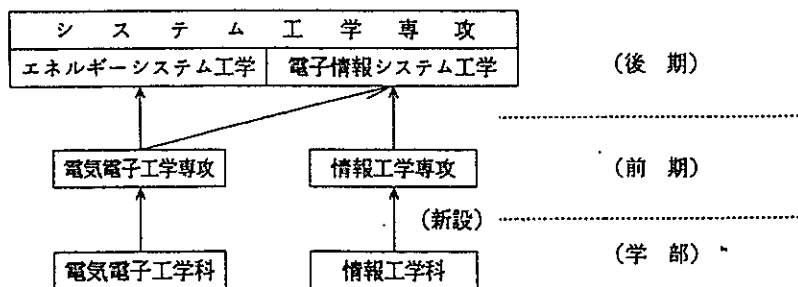 システム工学専攻
エネルギーシステム工学 電子情報システム工学 (後期)
電気電子工学専攻 情報工学専攻 (前期)
(新設)
電気電子工学科 情報工学科 (学部)